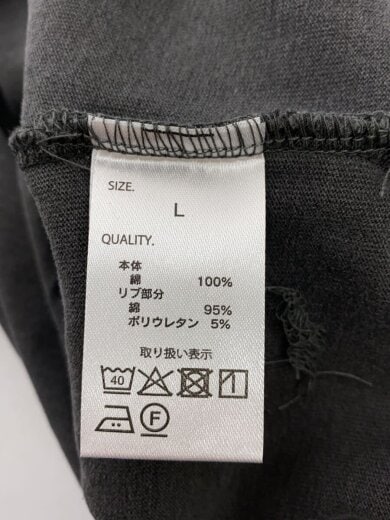 SIZE.
L
QUALITY.
本体
綿 100%
リブ部分
綿 95%
ポリウレタン 5%
取り扱い表示
40
F